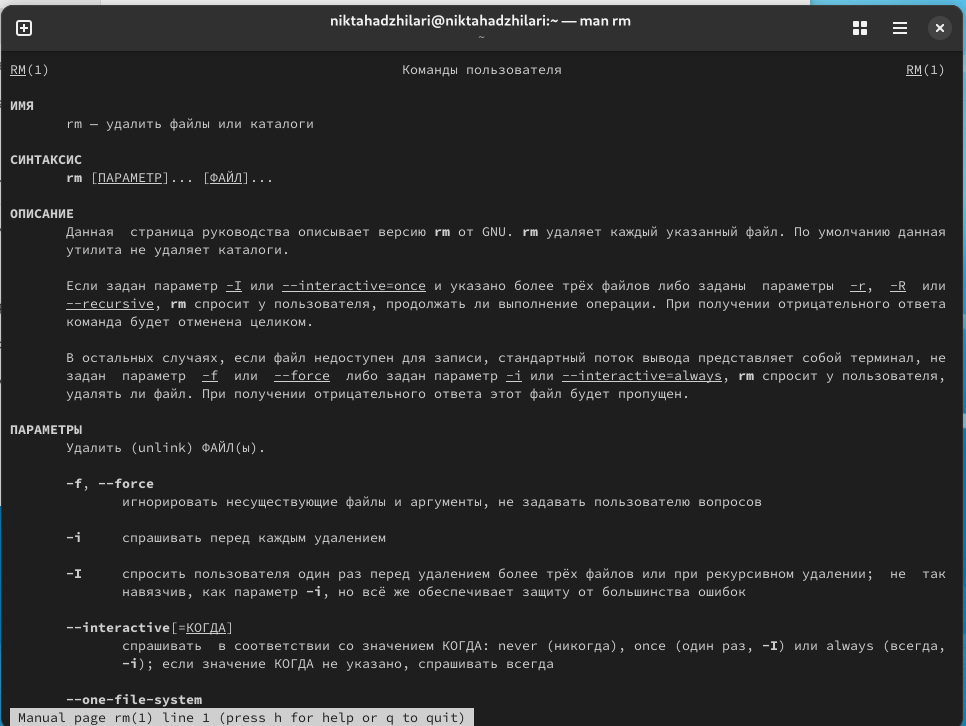 niktahadzhilari@niktahadzhilari:~ — man rm
~
RM(1) Команды пользователя RM(1)
ИМЯ
rm — удалить файлы или каталоги
СИНТАКСИС
rm [ПАРАМЕТР]... [ФАЙЛ]...
ОПИСАНИЕ
Данная страница руководства описывает версию rm от GNU. rm удаляет каждый указанный файл. По умолчанию данная
утилита не удаляет каталоги.
Если задан параметр -I или --interactive=once и указано более трёх файлов либо заданы параметры -r, -R или
--recursive, rm спросит у пользователя, продолжать ли выполнение операции. При получении отрицательного ответа
команда будет отменена целиком.
В остальных случаях, если файл недоступен для записи, стандартный поток вывода представляет собой терминал, не
задан параметр -f или --force либо задан параметр -i или --interactive=always, rm спросит у пользователя,
удалять ли файл. При получении отрицательного ответа этот файл будет пропущен.
ПАРАМЕТРЫ
Удалить (unlink) ФАЙЛ(ы).
-f, --force
игнорировать несуществующие файлы и аргументы, не задавать пользователю вопросов
-i спрашивать перед каждым удалением
-I спросить пользователя один раз перед удалением более трёх файлов или при рекурсивном удалении; не так
навязчив, как параметр -i, но всё же обеспечивает защиту от большинства ошибок
--interactive[=КОГДА]
спрашивать в соответствии со значением КОГДА: never (никогда), once (один раз, -I) или always (всегда,
-i); если значение КОГДА не указано, спрашивать всегда
--one-file-system
Manual page rm(1) line 1 (press h for help or q to quit)